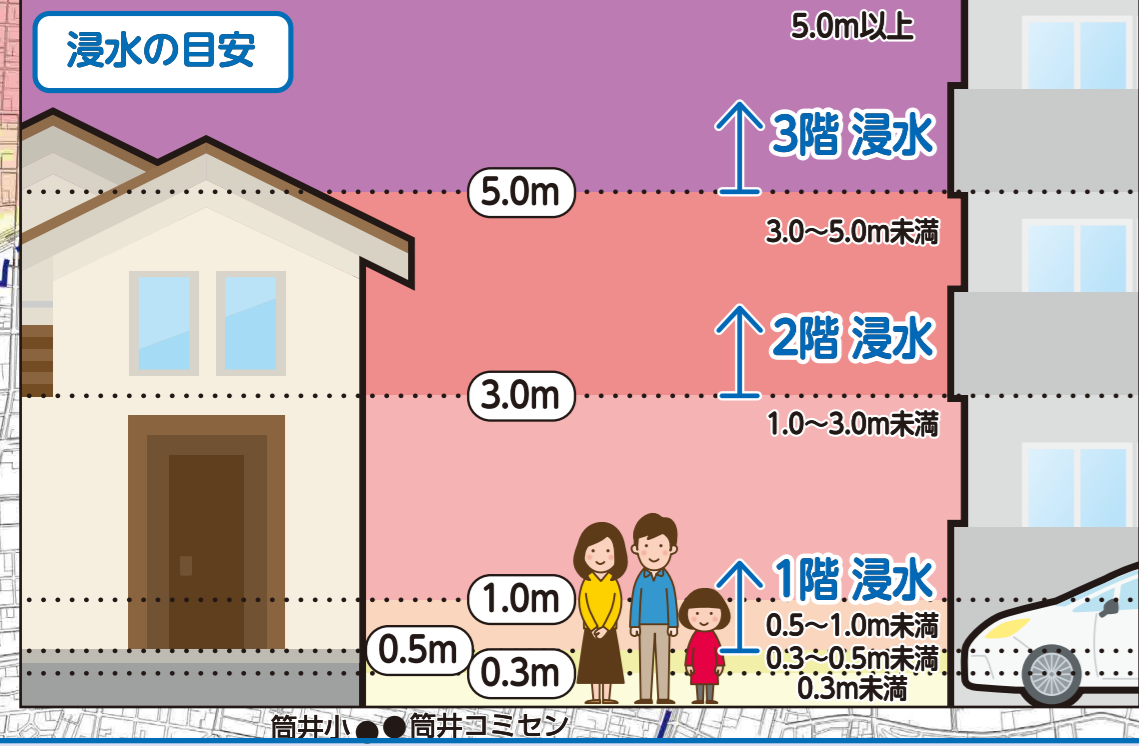 浸水の目安
5.0m以上
3階 浸水
5.0m
3.0～5.0m未満
2階 浸水
3.0m
1.0～3.0m未満
1階 浸水
1.0m
0.5～1.0m未満
0.5m
0.3～0.5m未満
0.3m
0.3m未満
筒井小 筒井コミセン